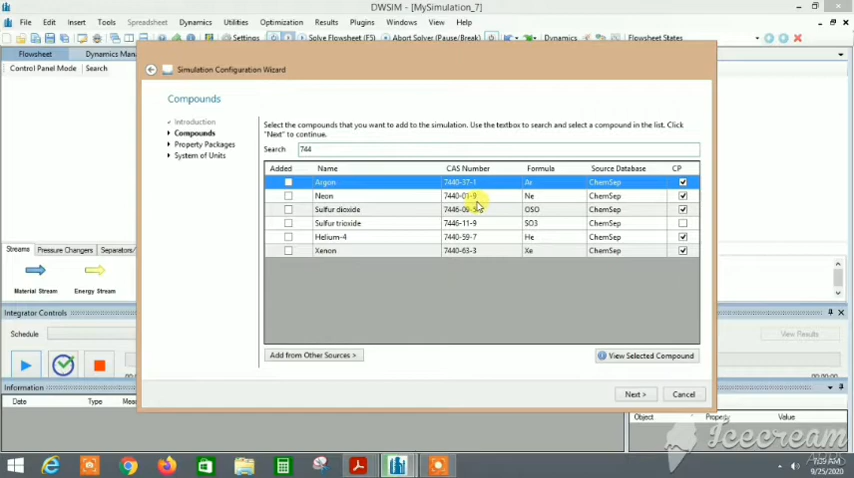 DWSIM - [MySimulation_7]
File Edit Insert Tools Spreadsheet Dynamics Utilities Optimization Results Plugins Windows View Help
Settings Solve Flowsheet (F5) Abort Solver (Pause/Break) Dynamics Flowsheet States
Flowsheet Dynamics Man
Control Panel Mode Search
Simulation Configuration Wizard
Compounds
Introduction
Compounds
Property Packages
System of Units
Select the compounds that you want to add to the simulation. Use the textbox to search and select a compound in the list. Click
"Next" to continue.
Search 744
Added Name CAS Number Formula Source Database CP
Argon 7440-37-1 Ar ChemSep
Neon 7440-01-9 Ne ChemSep
Sulfur dioxide 7446-09-5 OSO ChemSep
Sulfur trioxide 7446-11-9 SO3 ChemSep
Helium-4 7440-59-7 He ChemSep
Xenon 7440-63-3 Xe ChemSep
Add from Other Sources > View Selected Compound
Next > Cancel
Streams Pressure Changers Separators/
Material Stream Energy Stream
Integrator Controls
Schedule
View Results
Information
Date Type Mea
Object Property Value
Icecream
APPS
7:09 AM
9/25/2020